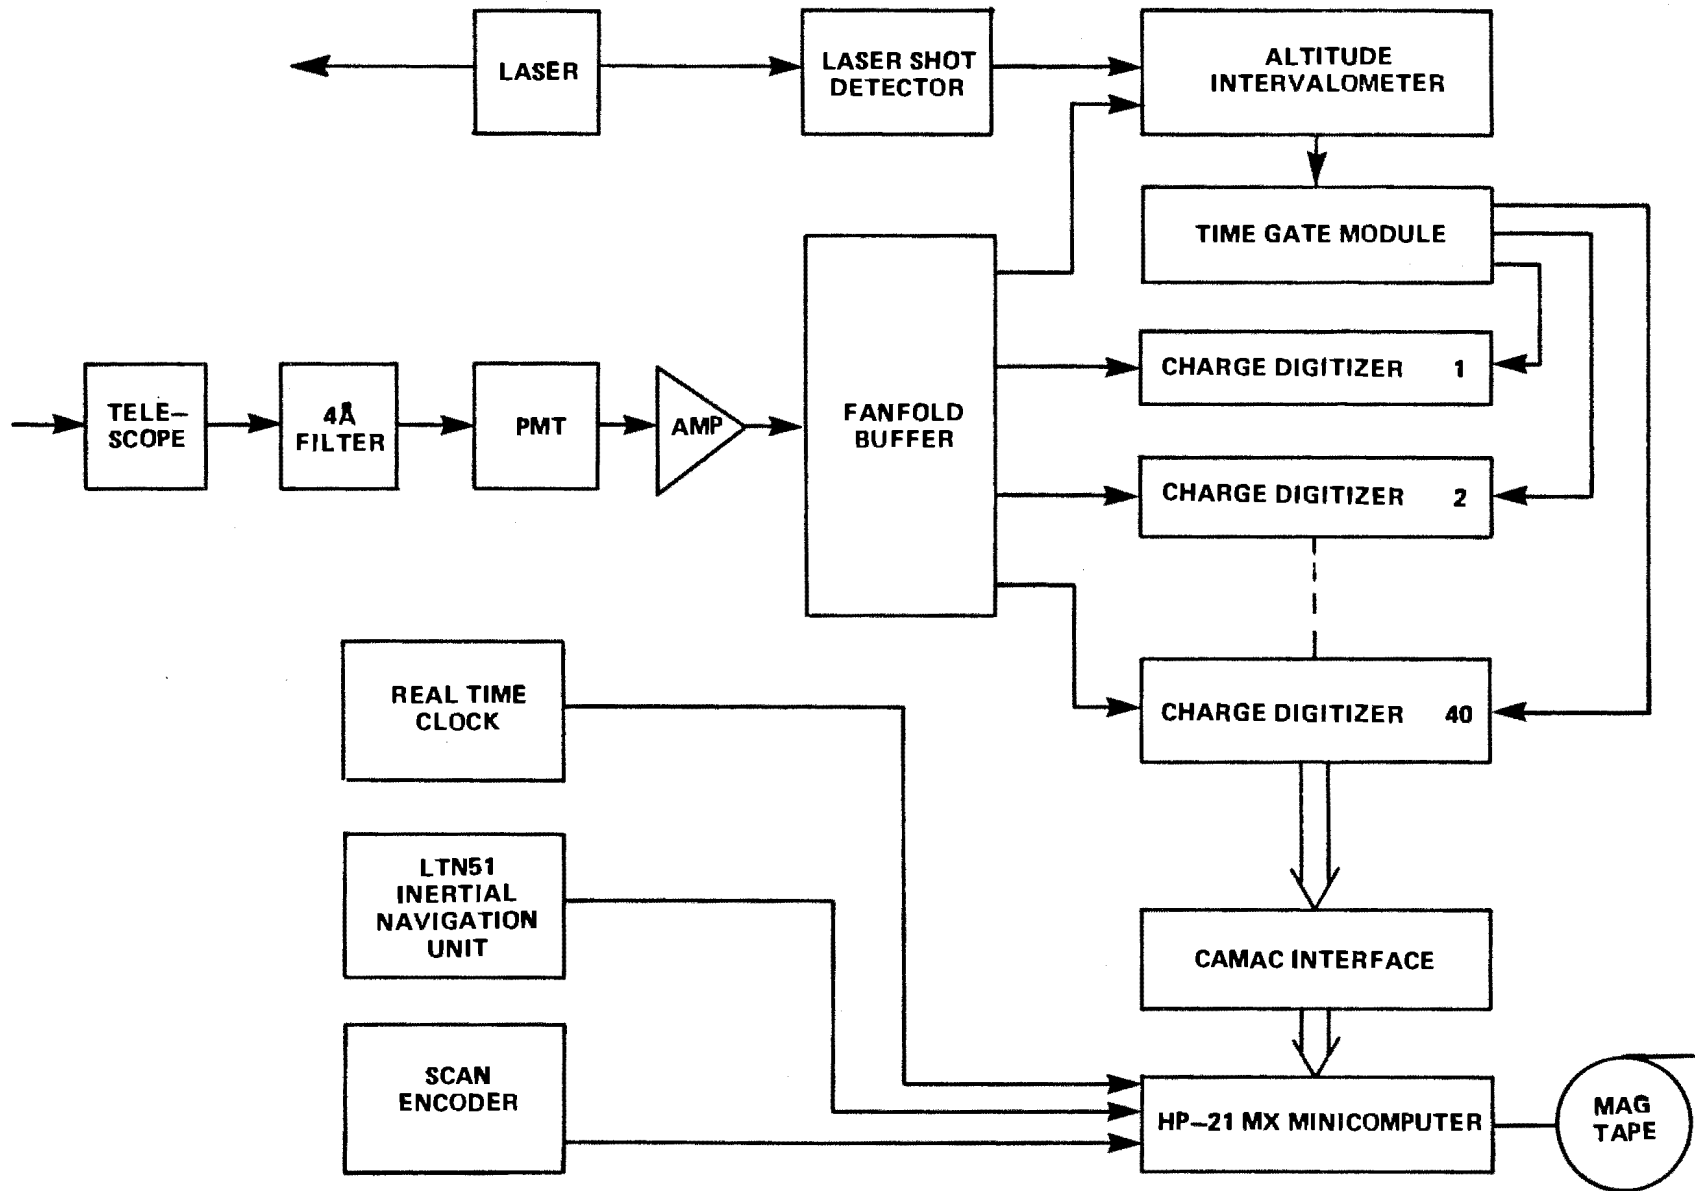 LASER
LASER SHOT
DETECTOR
ALTITUDE
INTERVALOMETER
TIME GATE MODULE
TELE–
SCOPE
4Å
FILTER
PMT
AMP
FANFOLD
BUFFER
CHARGE DIGITIZER 1
CHARGE DIGITIZER 2
CHARGE DIGITIZER 40
REAL TIME
CLOCK
LTN51
INERTIAL
NAVIGATION
UNIT
SCAN
ENCODER
CAMAC INTERFACE
HP–21 MX MINICOMPUTER
MAG
TAPE